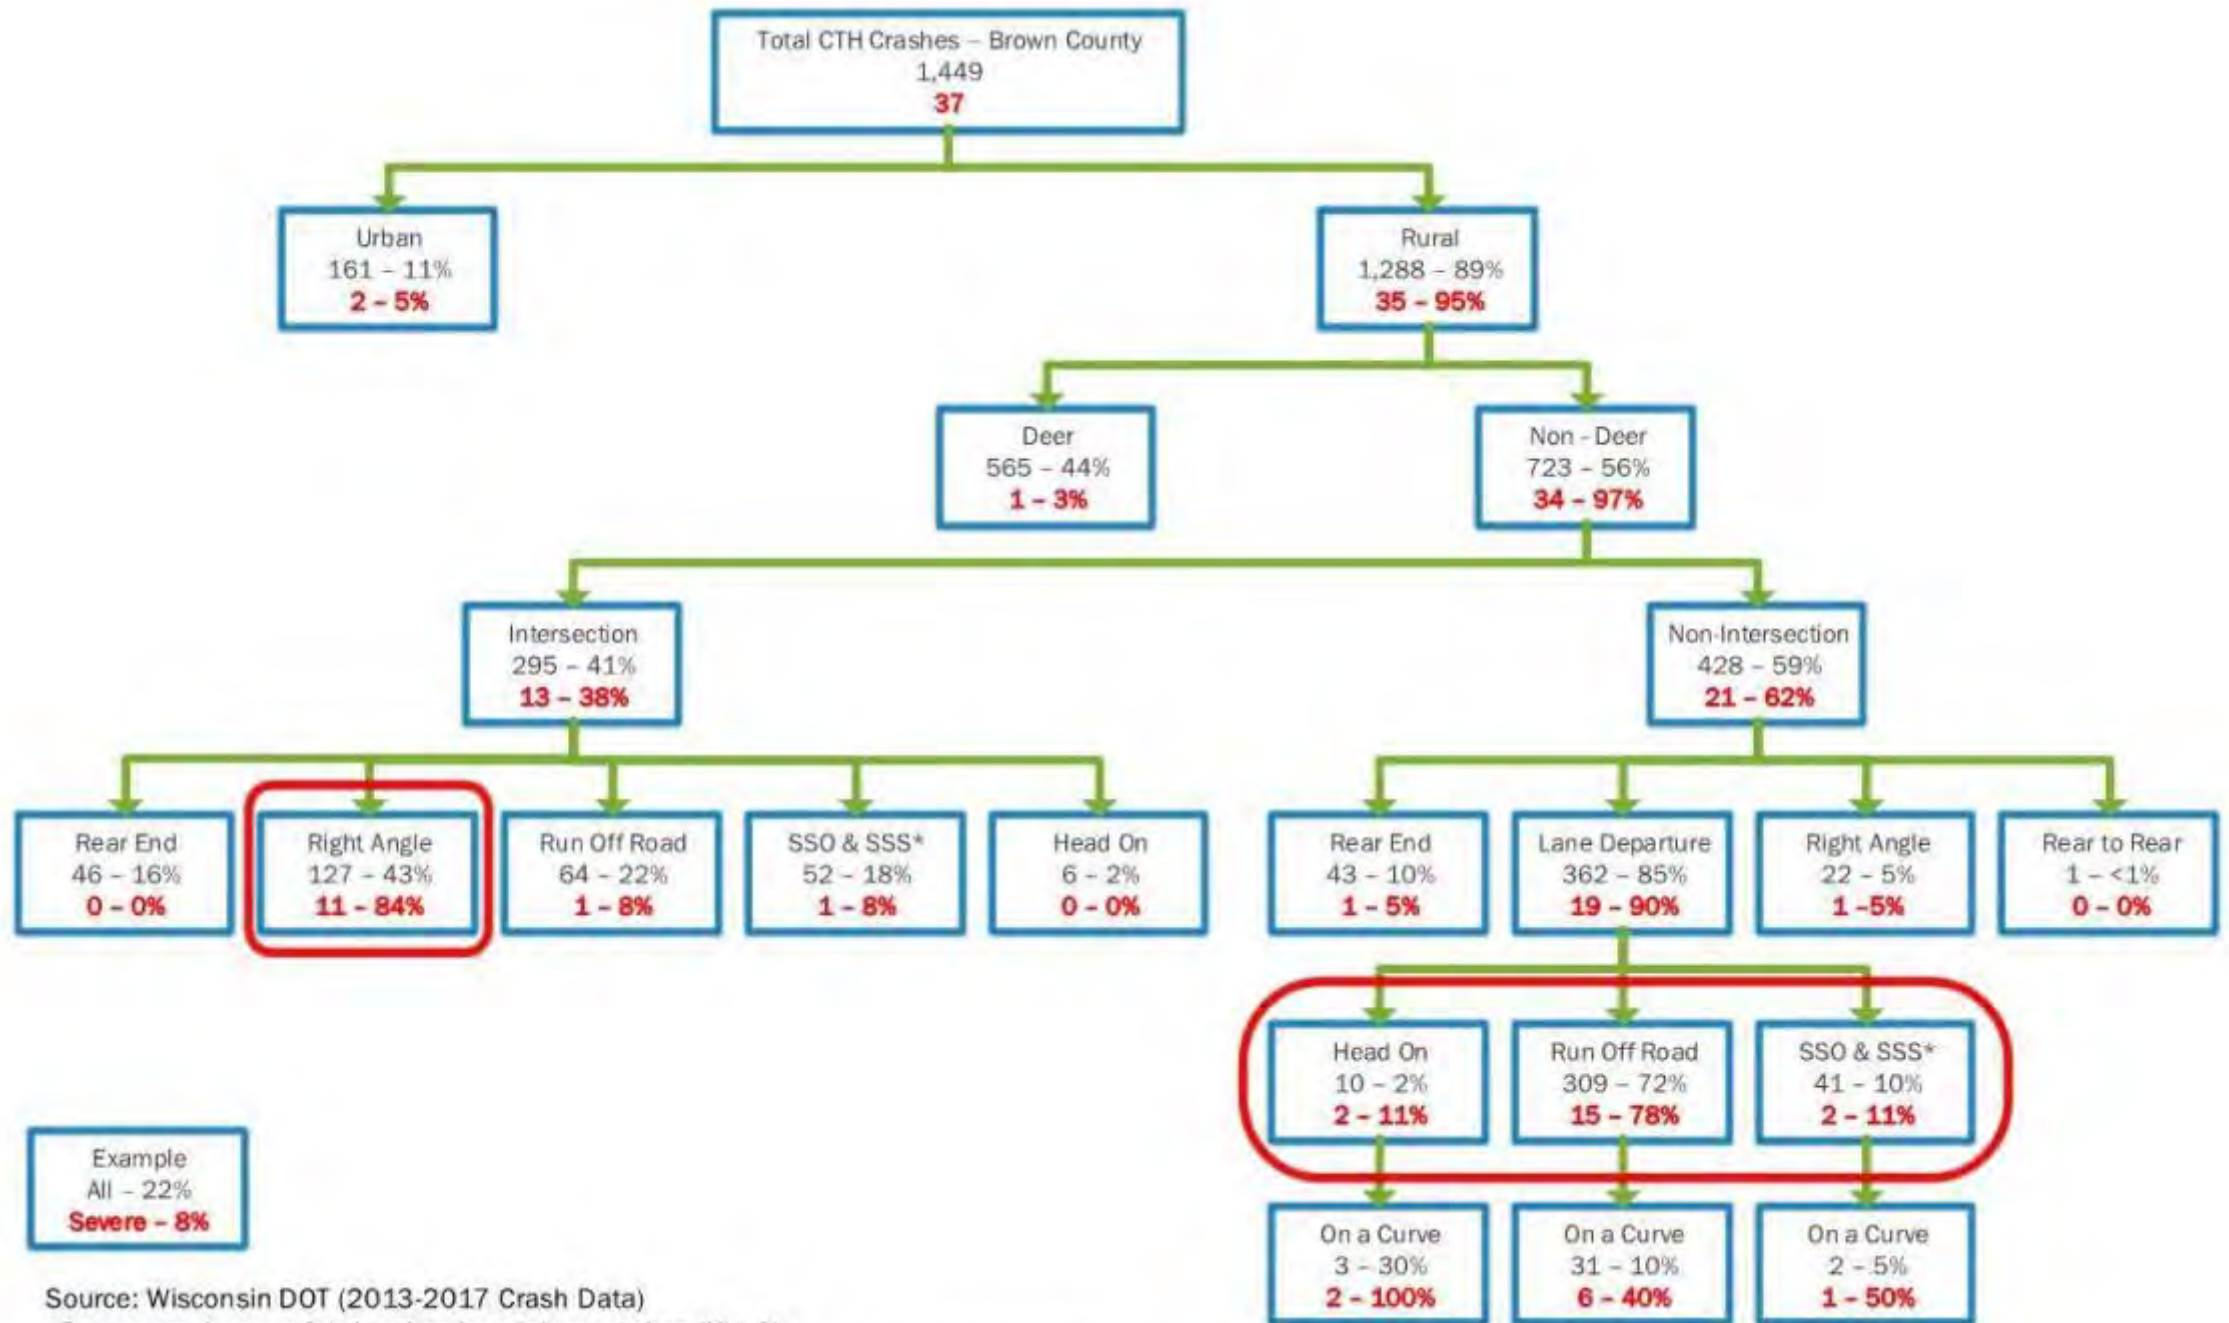 Total CTH Crashes – Brown County
1,449
37
Urban
161 – 11%
2 – 5%
Rural
1,288 – 89%
35 – 95%
Deer
565 – 44%
1 – 3%
Non - Deer
723 – 56%
34 – 97%
Intersection
295 – 41%
13 – 38%
Non-Intersection
428 – 59%
21 – 62%
Rear End
46 – 16%
0 – 0%
Right Angle
127 – 43%
11 – 84%
Run Off Road
64 – 22%
1 – 8%
SSO & SSS*
52 – 18%
1 – 8%
Head On
6 – 2%
0 – 0%
Rear End
43 – 10%
1 – 5%
Lane Departure
362 – 85%
19 – 90%
Right Angle
22 – 5%
1 –5%
Rear to Rear
1 – <1%
0 – 0%
Head On
10 – 2%
2 – 11%
Run Off Road
309 – 72%
15 – 78%
SSO & SSS*
41 – 10%
2 – 11%
On a Curve
3 – 30%
2 – 100%
On a Curve
31 – 10%
6 – 40%
On a Curve
2 – 5%
1 – 50%
Example
All – 22%
Severe – 8%
Source: Wisconsin DOT (2013-2017 Crash Data)